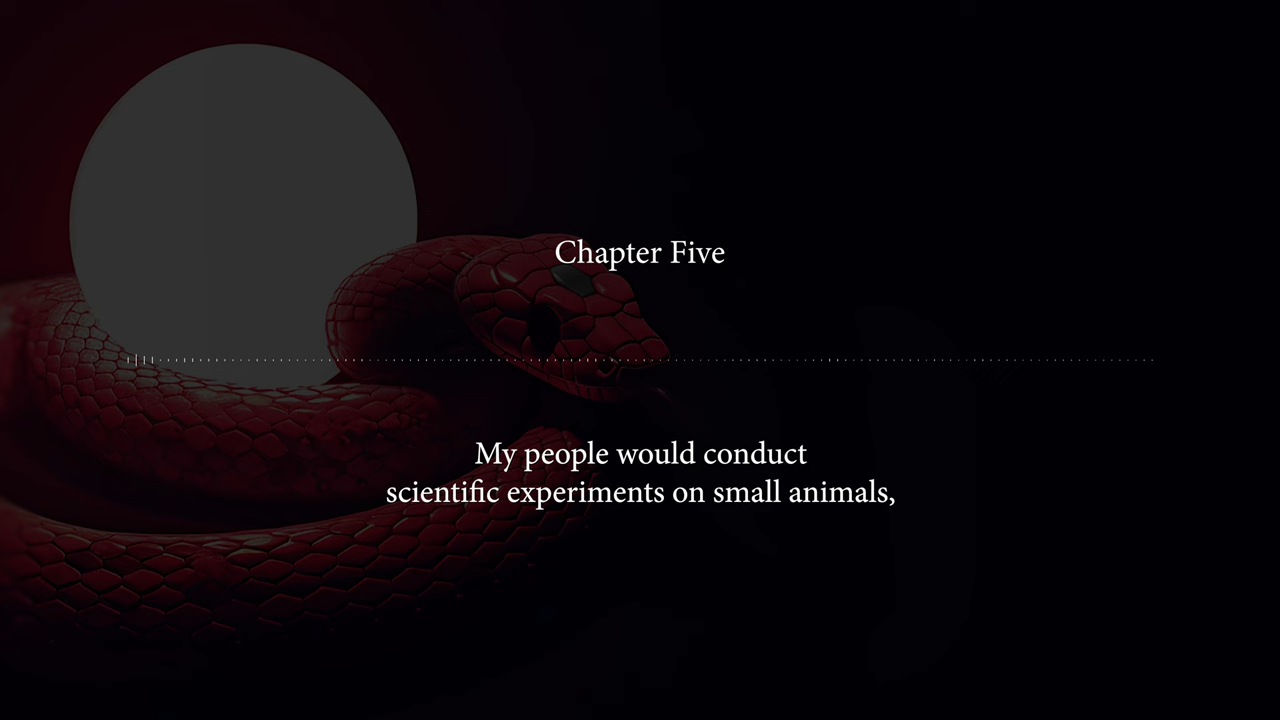 Chapter Five
My people would conduct
scientific experiments on small animals,